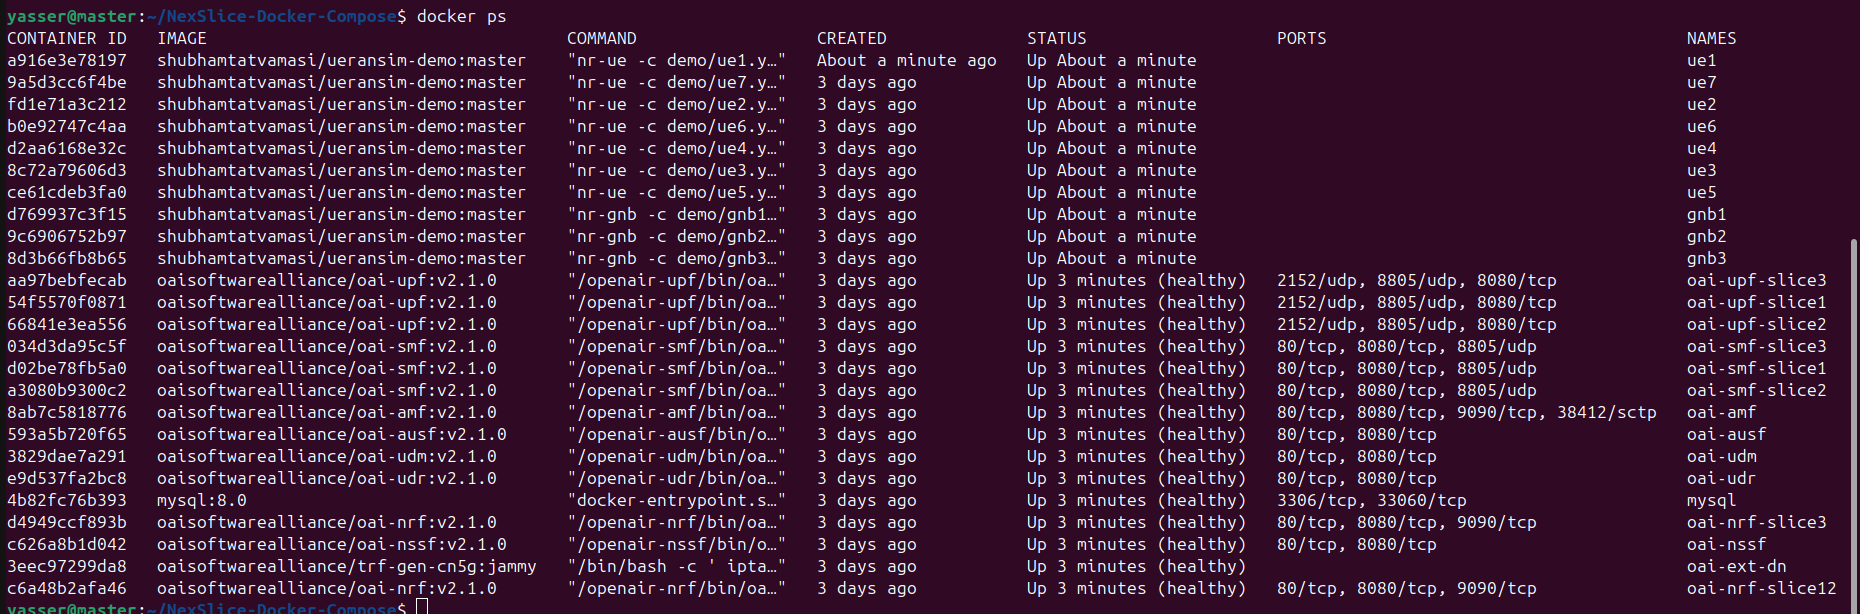 yasser@master:~/NexSlice-Docker-Compose$ docker ps
CONTAINER ID   IMAGE                                    COMMAND                  CREATED              STATUS                   PORTS                                    NAMES
a916e3e78197   shubhamtatvamasi/ueransim-demo:master    "nr-ue -c demo/ue1.y…"   About a minute ago   Up About a minute                                                 ue1
9a5d3cc6f4be   shubhamtatvamasi/ueransim-demo:master    "nr-ue -c demo/ue7.y…"   3 days ago           Up About a minute                                                 ue7
fd1e71a3c212   shubhamtatvamasi/ueransim-demo:master    "nr-ue -c demo/ue2.y…"   3 days ago           Up About a minute                                                 ue2
b0e92747c4aa   shubhamtatvamasi/ueransim-demo:master    "nr-ue -c demo/ue6.y…"   3 days ago           Up About a minute                                                 ue6
d2aa6168e32c   shubhamtatvamasi/ueransim-demo:master    "nr-ue -c demo/ue4.y…"   3 days ago           Up About a minute                                                 ue4
8c72a79606d3   shubhamtatvamasi/ueransim-demo:master    "nr-ue -c demo/ue3.y…"   3 days ago           Up About a minute                                                 ue3
ce61cdeb3fa0   shubhamtatvamasi/ueransim-demo:master    "nr-ue -c demo/ue5.y…"   3 days ago           Up About a minute                                                 ue5
d769937c3f15   shubhamtatvamasi/ueransim-demo:master    "nr-gnb -c demo/gnb1…"   3 days ago           Up About a minute                                                 gnb1
9c6906752b97   shubhamtatvamasi/ueransim-demo:master    "nr-gnb -c demo/gnb2…"   3 days ago           Up About a minute                                                 gnb2
8d3b66fb8b65   shubhamtatvamasi/ueransim-demo:master    "nr-gnb -c demo/gnb3…"   3 days ago           Up About a minute                                                 gnb3
aa97bebfecab   oaisoftwarealliance/oai-upf:v2.1.0       "/openair-upf/bin/oa…"   3 days ago           Up 3 minutes (healthy)   2152/udp, 8805/udp, 8080/tcp             oai-upf-slice3
54f5570f0871   oaisoftwarealliance/oai-upf:v2.1.0       "/openair-upf/bin/oa…"   3 days ago           Up 3 minutes (healthy)   2152/udp, 8805/udp, 8080/tcp             oai-upf-slice1
66841e3ea556   oaisoftwarealliance/oai-upf:v2.1.0       "/openair-upf/bin/oa…"   3 days ago           Up 3 minutes (healthy)   2152/udp, 8805/udp, 8080/tcp             oai-upf-slice2
034d3da95c5f   oaisoftwarealliance/oai-smf:v2.1.0       "/openair-smf/bin/oa…"   3 days ago           Up 3 minutes (healthy)   80/tcp, 8080/tcp, 8805/udp               oai-smf-slice3
d02be78fb5a0   oaisoftwarealliance/oai-smf:v2.1.0       "/openair-smf/bin/oa…"   3 days ago           Up 3 minutes (healthy)   80/tcp, 8080/tcp, 8805/udp               oai-smf-slice1
a3080b9300c2   oaisoftwarealliance/oai-smf:v2.1.0       "/openair-smf/bin/oa…"   3 days ago           Up 3 minutes (healthy)   80/tcp, 8080/tcp, 8805/udp               oai-smf-slice2
8ab7c5818776   oaisoftwarealliance/oai-amf:v2.1.0       "/openair-amf/bin/oa…"   3 days ago           Up 3 minutes (healthy)   80/tcp, 8080/tcp, 9090/tcp, 38412/sctp   oai-amf
593a5b720f65   oaisoftwarealliance/oai-ausf:v2.1.0      "/openair-ausf/bin/o…"   3 days ago           Up 3 minutes (healthy)   80/tcp, 8080/tcp                         oai-ausf
3829dae7a291   oaisoftwarealliance/oai-udm:v2.1.0       "/openair-udm/bin/oa…"   3 days ago           Up 3 minutes (healthy)   80/tcp, 8080/tcp                         oai-udm
e9d537fa2bc8   oaisoftwarealliance/oai-udr:v2.1.0       "/openair-udr/bin/oa…"   3 days ago           Up 3 minutes (healthy)   80/tcp, 8080/tcp                         oai-udr
4b82fc76b393   mysql:8.0                                "docker-entrypoint.s…"   3 days ago           Up 3 minutes (healthy)   3306/tcp, 33060/tcp                      mysql
d4949ccf893b   oaisoftwarealliance/oai-nrf:v2.1.0       "/openair-nrf/bin/oa…"   3 days ago           Up 3 minutes (healthy)   80/tcp, 8080/tcp, 9090/tcp               oai-nrf-slice3
c626a8b1d042   oaisoftwarealliance/oai-nssf:v2.1.0      "/openair-nssf/bin/o…"   3 days ago           Up 3 minutes (healthy)   80/tcp, 8080/tcp                         oai-nssf
3eec97299da8   oaisoftwarealliance/trf-gen-cn5g:jammy   "/bin/bash -c ' ipta…"   3 days ago           Up 3 minutes (healthy)                                            oai-ext-dn
c6a48b2afa46   oaisoftwarealliance/oai-nrf:v2.1.0       "/openair-nrf/bin/oa…"   3 days ago           Up 3 minutes (healthy)   80/tcp, 8080/tcp, 9090/tcp               oai-nrf-slice12
yasser@master:~/NexSlice-Docker-Compose$